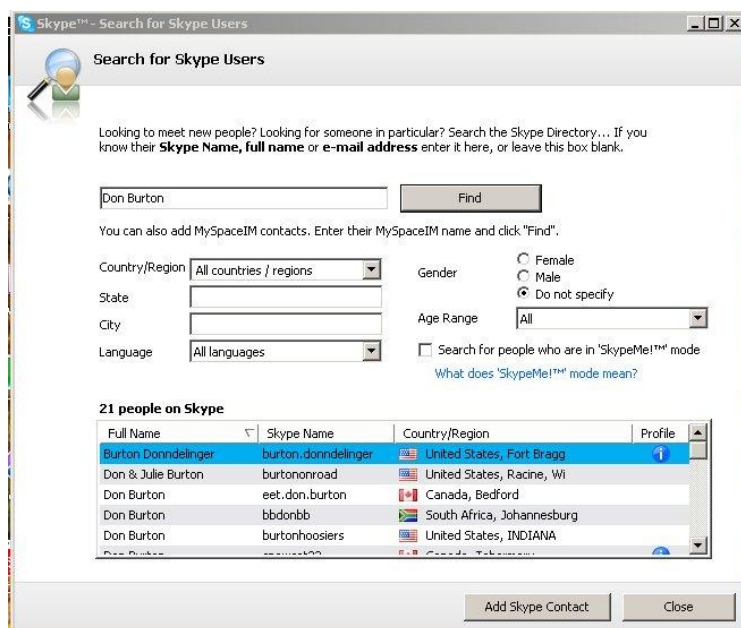 Skype™ - Search for Skype Users
Search for Skype Users
Looking to meet new people? Looking for someone in particular? Search the Skype Directory... If you
know their Skype Name, full name or e-mail address enter it here, or leave this box blank.
Don Burton Find
You can also add MySpaceIM contacts. Enter their MySpaceIM name and click "Find".
Country/Region All countries / regions
State
City
Language All languages
Gender
Female
Male
Do not specify
Age Range All
Search for people who are in 'SkypeMe!™' mode
What does 'SkypeMe!™' mode mean?
21 people on Skype
Full Name Skype Name Country/Region Profile
Burton Donndelinger burton.donndelinger United States, Fort Bragg
Don & Julie Burton burtononroad United States, Racine, Wi
Don Burton eet.don.burton Canada, Bedford
Don Burton bbdonbb South Africa, Johannesburg
Don Burton burtonhoosiers United States, INDIANA
Don Burton Canada,
Add Skype Contact Close